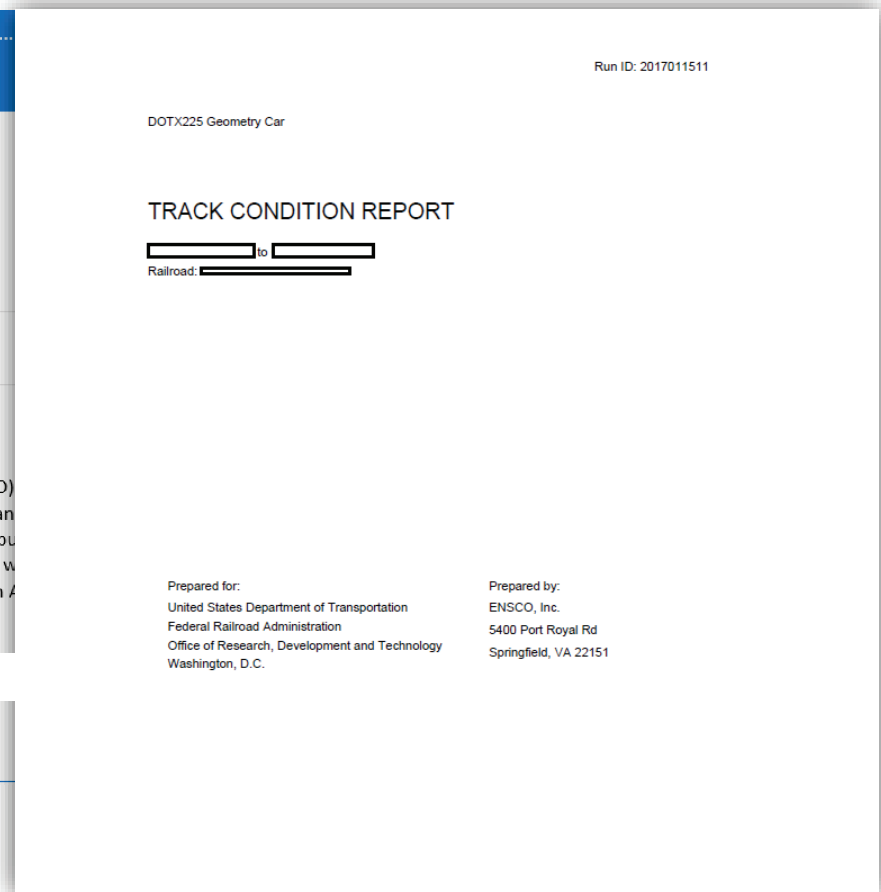 Run ID: 2017011511
DOTX225 Geometry Car
TRACK CONDITION REPORT
to
Railroad:
Prepared for:
United States Department of Transportation
Federal Railroad Administration
Office of Research, Development and Technology
Washington, D.C.
Prepared by:
ENSCO, Inc.
5400 Port Royal Rd
Springfield, VA 22151